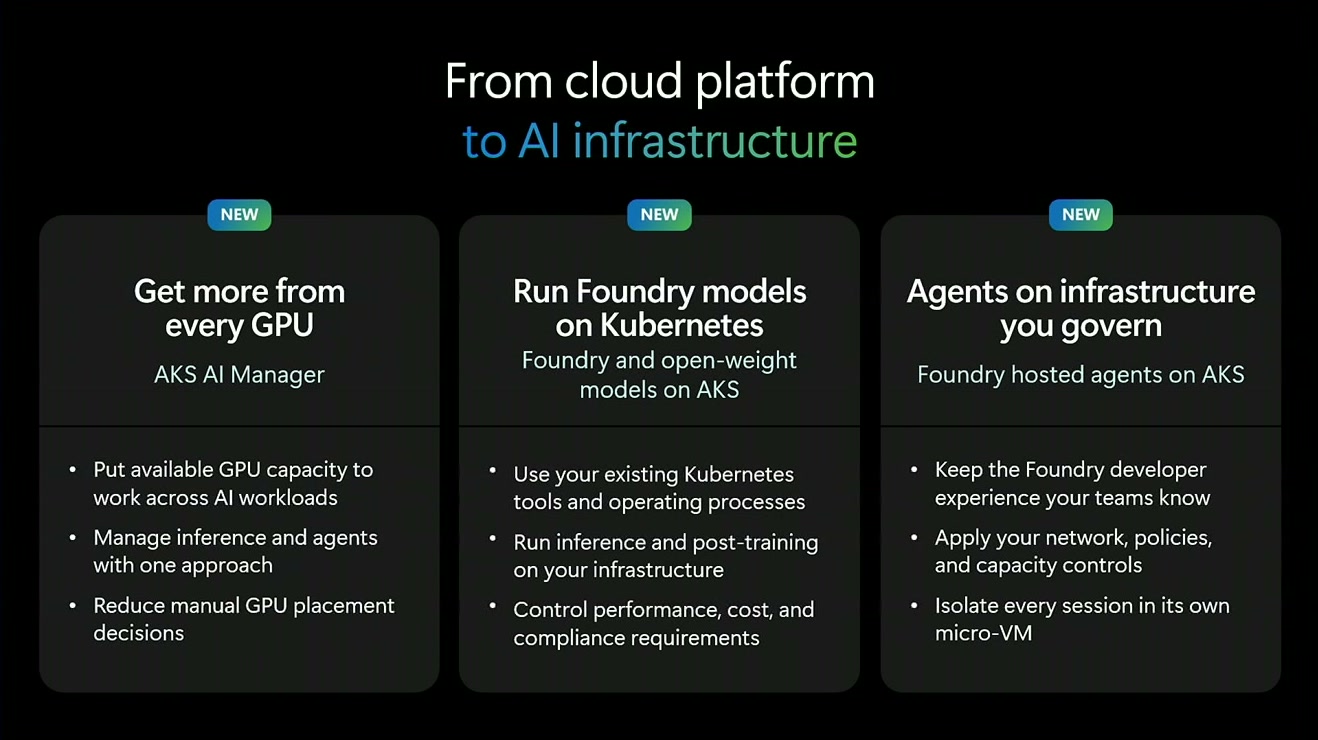 From cloud platform
to AI infrastructure
NEW
Get more from
every GPU
AKS AI Manager
• Put available GPU capacity to
work across AI workloads
• Manage inference and agents
with one approach
• Reduce manual GPU placement
decisions
NEW
Run Foundry models
on Kubernetes
Foundry and open-weight
models on AKS
• Use your existing Kubernetes
tools and operating processes
• Run inference and post-training
on your infrastructure
• Control performance, cost, and
compliance requirements
NEW
Agents on infrastructure
you govern
Foundry hosted agents on AKS
• Keep the Foundry developer
experience your teams know
• Apply your network, policies,
and capacity controls
• Isolate every session in its own
micro-VM